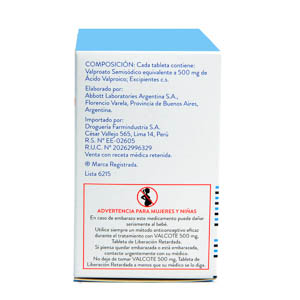 COMPOSICIÓN: Cada tableta contiene:
Valproato Semisódico equivalente a 500 mg de
Ácido Valproico; Excipientes c.s.
Elaborado por:
Abbott Laboratories Argentina S.A.,
Florencio Varela, Provincia de Buenos Aires,
Argentina.
Importado por:
Droguería Farmindustria S.A.
César Vallejo 565, Lima 14, Perú
R.S. N° EE-02605
R.U.C. N° 20262996329
Venta con receta médica retenida.
® Marca Registrada.
Lista 6215
ADVERTENCIA PARA MUJERES Y NIÑAS
En caso de embarazo este medicamento puede dañar
seriamente al bebé.
Utilice siempre un método anticonceptivo eficaz
durante el tratamiento con VALCOTE 500 mg,
Tableta de Liberación Retardada.
Si piensa quedar embarazada o está embarazada,
contacte urgentemente con su médico.
No deje de tomar VALCOTE 500 mg, Tableta de
Liberación Retardada a menos que su médico se lo diga.